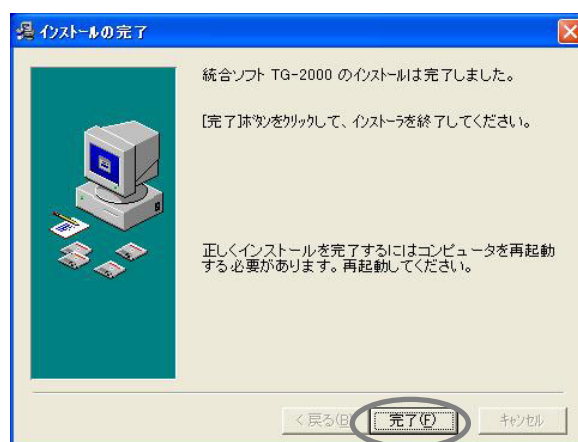 インストールの完了
統合ソフト TG-2000 のインストールは完了しました。
[完了]ボタンをクリックして、インストーラを終了してください。
正しくインストールを完了するにはコンピュータを再起動
する必要があります。再起動してください。
< 戻る(B)
完了(F)
キャンセル